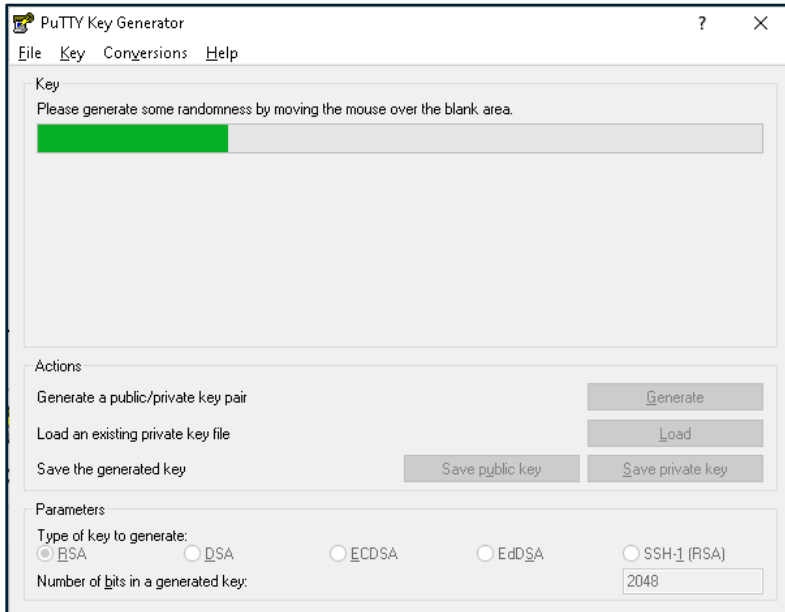 PuTTY Key Generator ? ×
File Key Conversions Help
Key
Please generate some randomness by moving the mouse over the blank area.
Actions
Generate a public/private key pair Generate
Load an existing private key file Load
Save the generated key Save public key Save private key
Parameters
Type of key to generate:
RSA DSA ECDSA EdDSA SSH-1 (RSA)
Number of bits in a generated key: 2048